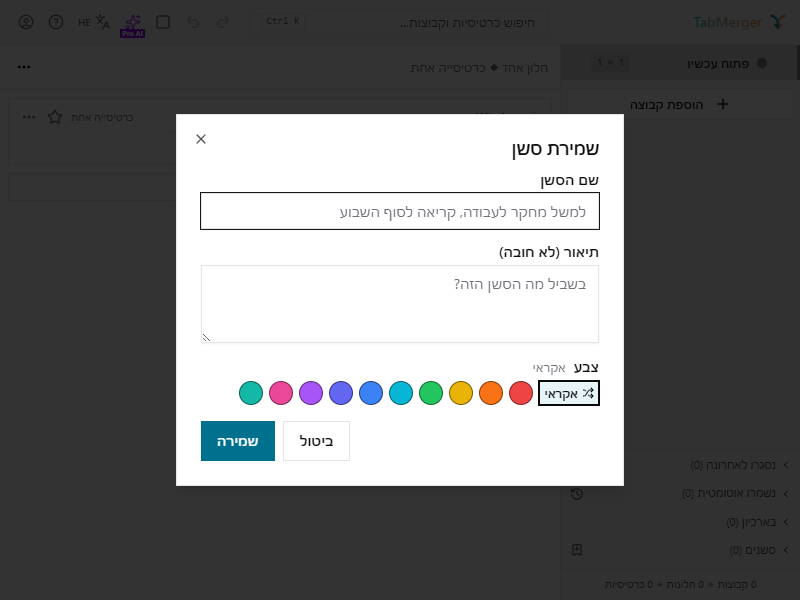 TabMerger
חיפוש כרטיסיות וקבוצות...
Ctrl K
HE
Pro AI
פתוח עכשיו
1 ◆ 1
חלון אחד ◆ כרטיסייה אחת
הוספת קבוצה
כרטיסייה אחת
שמירת סשן
שם הסשן
למשל מחקר לעבודה, קריאה לסוף השבוע
תיאור (לא חובה)
בשביל מה הסשן הזה?
צבע אקראי
אקראי
ביטול
שמירה
נסגרו לאחרונה (0)
נשמרו אוטומטית (0)
בארכיון (0)
סשנים (0)
0 קבוצות ◆ 0 חלונות ◆ 0 כרטיסיות